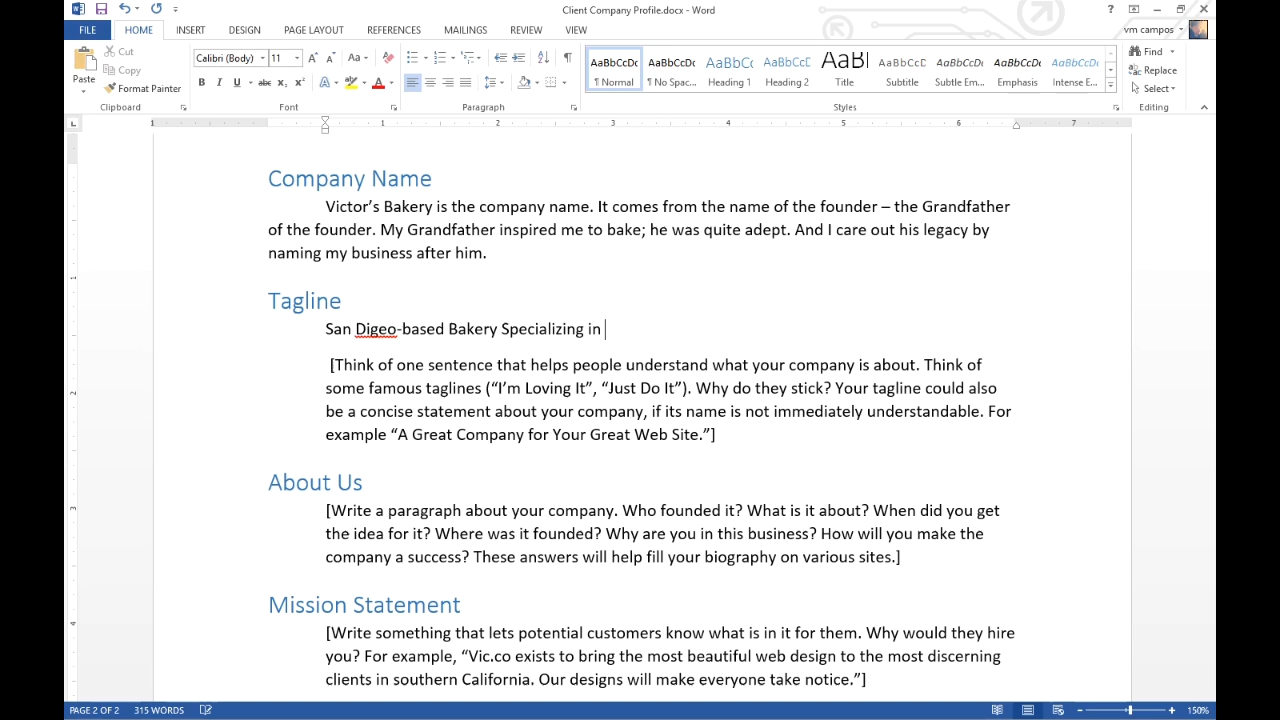 Client Company Profile.docx - Word
FILE HOME INSERT DESIGN PAGE LAYOUT REFERENCES MAILINGS REVIEW VIEW vm campos
Paste
Cut
Copy
Format Painter
Clipboard
Calibri (Body) 11
Font
Paragraph
AaBbCcDc AaBbCcDc AaBbCc AaBbCcC AaBl AaBbCcD AaBbCcDc AaBbCcDc AaBbCcDc
¶ Normal ¶ No Spac... Heading 1 Heading 2 Title Subtitle Subtle Em... Emphasis Intense E...
Styles
Find
Replace
Select
Editing
1 1 2 3 4 5 6 7
Company Name
Victor’s Bakery is the company name. It comes from the name of the founder – the Grandfather
of the founder. My Grandfather inspired me to bake; he was quite adept. And I care out his legacy by
naming my business after him.
Tagline
San Digeo-based Bakery Specializing in
[Think of one sentence that helps people understand what your company is about. Think of
some famous taglines (“I’m Loving It”, “Just Do It”). Why do they stick? Your tagline could also
be a concise statement about your company, if its name is not immediately understandable. For
example “A Great Company for Your Great Web Site.”]
About Us
[Write a paragraph about your company. Who founded it? What is it about? When did you get
the idea for it? Where was it founded? Why are you in this business? How will you make the
company a success? These answers will help fill your biography on various sites.]
Mission Statement
[Write something that lets potential customers know what is in it for them. Why would they hire
you? For example, “Vic.co exists to bring the most beautiful web design to the most discerning
clients in southern California. Our designs will make everyone take notice.”]
PAGE 2 OF 2 315 WORDS 150%